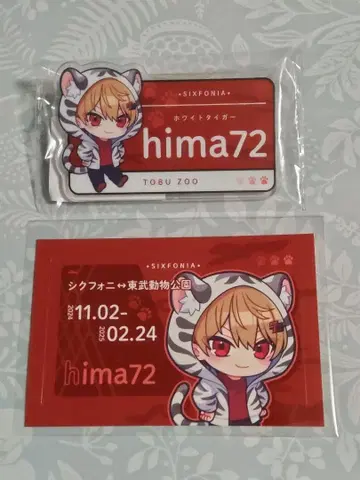 •SIXFONIA•
ホワイトタイガー
hima72
TOBU ZOO
•SIXFONIA•
シクフォニ↔東武動物公園
2024 11.02-
2025 02.24
hima72